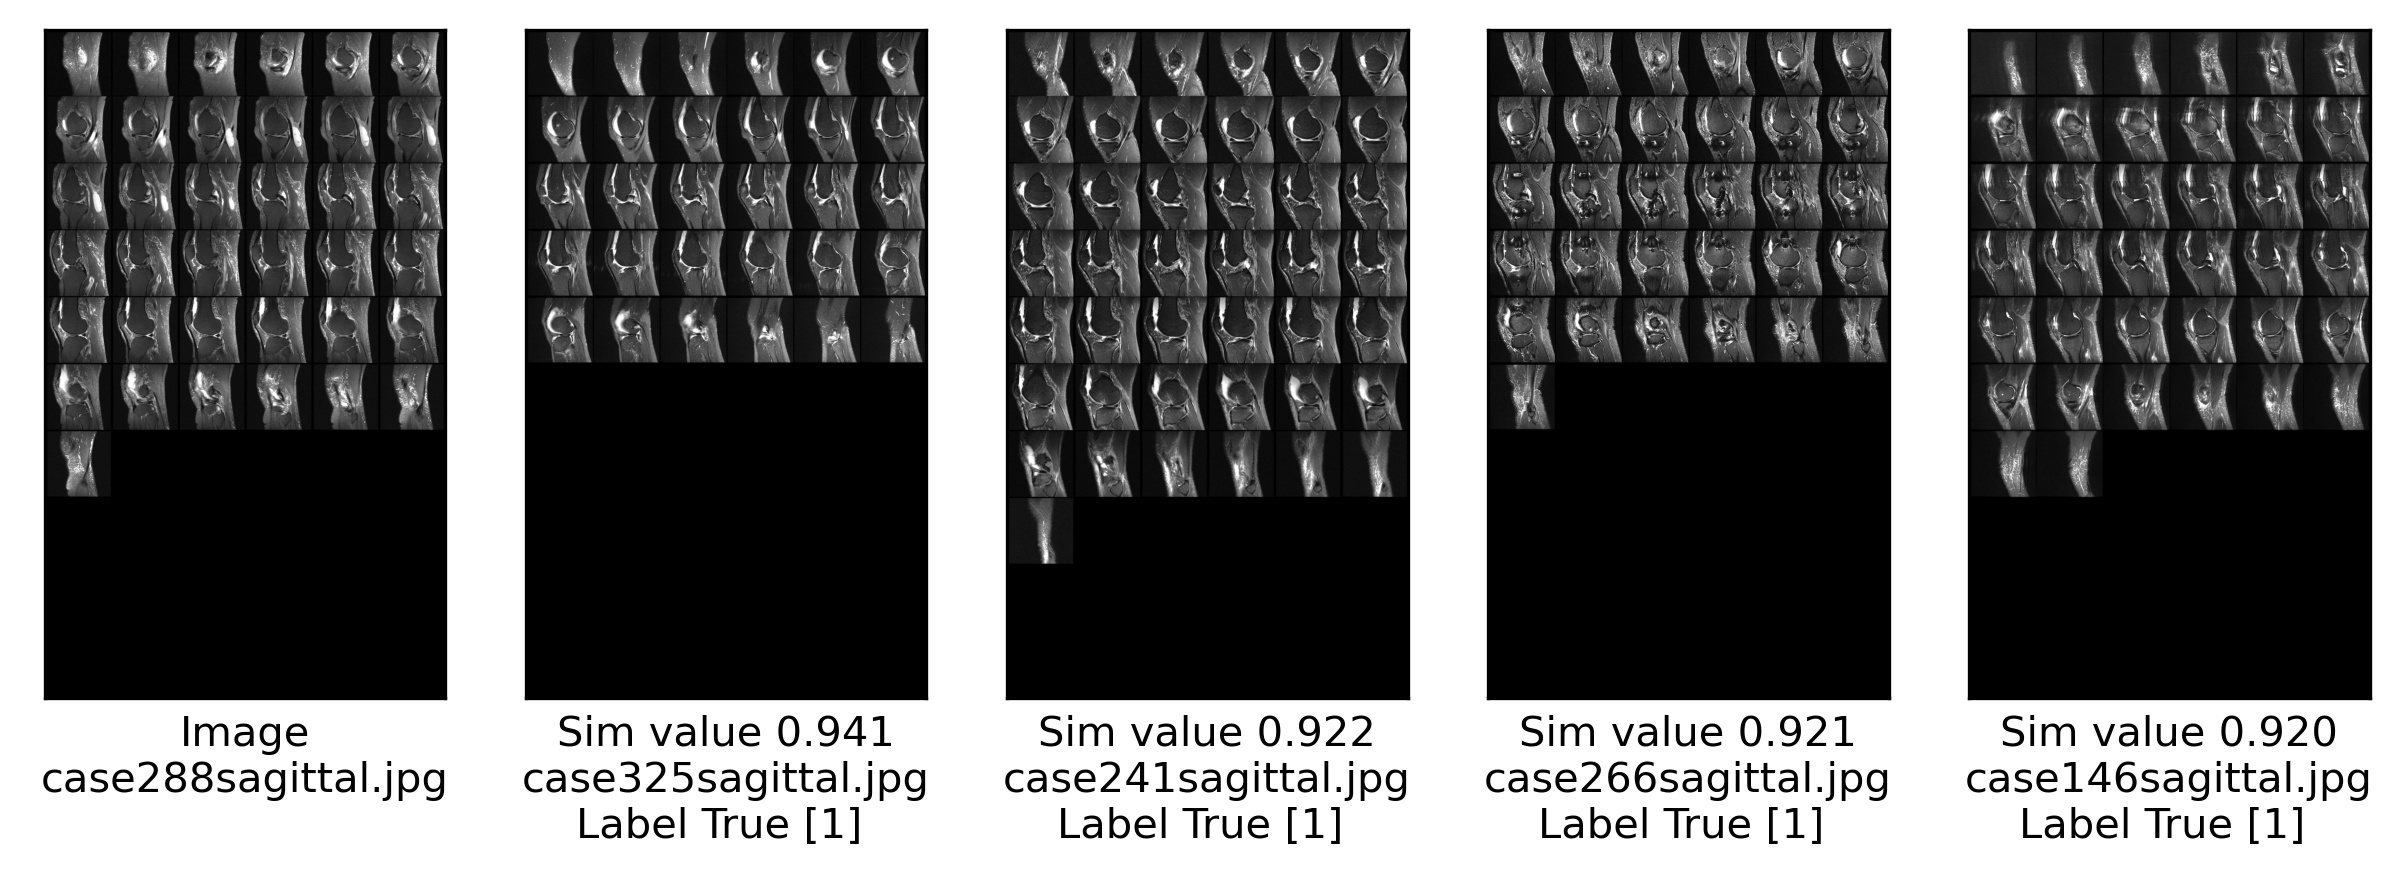 Image
case288sagittal.jpg
Sim value 0.941
case325sagittal.jpg
Label True [1]
Sim value 0.922
case241sagittal.jpg
Label True [1]
Sim value 0.921
case266sagittal.jpg
Label True [1]
Sim value 0.920
case146sagittal.jpg
Label True [1]